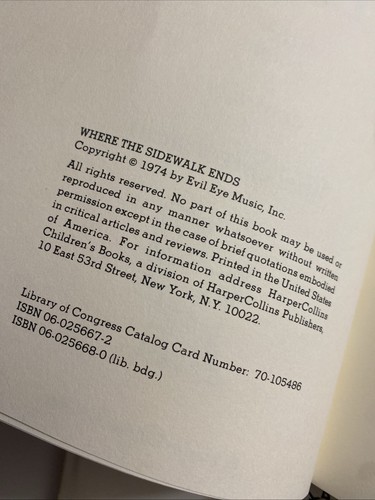 WHERE THE SIDEWALK ENDS
Copyright © 1974 by Evil Eye Music, Inc.
All rights reserved. No part of this book may be used or
reproduced in any manner whatsoever without written
permission except in the case of brief quotations embodied
in critical articles and reviews. Printed in the United States
of America. For information address HarperCollins
Children's Books, a division of HarperCollins Publishers,
10 East 53rd Street, New York, N.Y. 10022.
Library of Congress Catalog Card Number: 70-105486
ISBN 06-025667-2
ISBN 06-025668-0 (lib. bdg.)